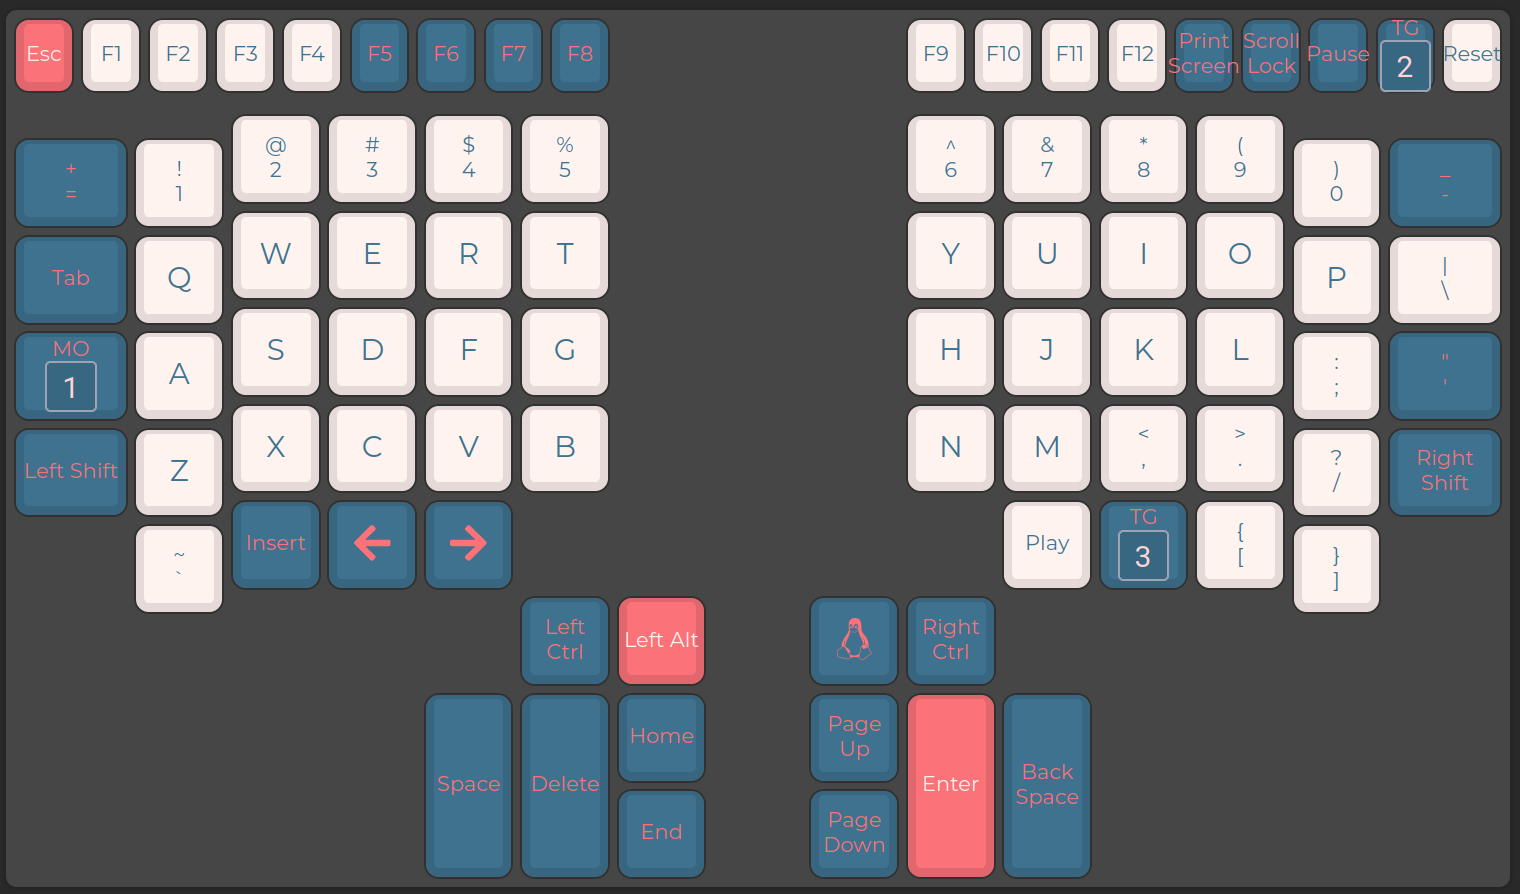 Esc F1 F2 F3 F4 F5 F6 F7 F8 F9 F10 F11 F12 Print Screen Scroll Lock Pause TG 2 Reset
+ ! @ # $ % ^ & * ( ) _
= 1 2 3 4 5 6 7 8 9 0 -
Tab Q W E R T Y U I O P | \
MO 1 A S D F G H J K L : ; " '
Left Shift Z X C V B N M < , > . ? / Right Shift
~ ` Insert ← → Play TG 3 { [ } ]
Left Ctrl Left Alt Right Ctrl
Space Delete Home Page Up Enter Back Space
End Page Down